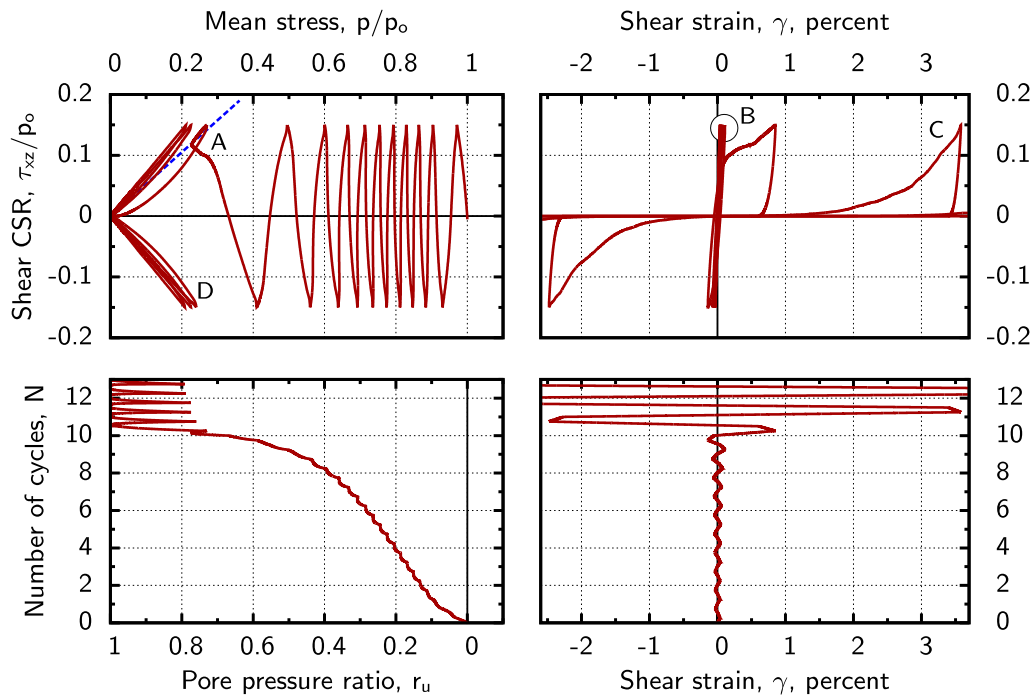 Mean stress, p/pₒ
Shear strain, γ, percent
0 0.2 0.4 0.6 0.8 1
-2 -1 0 1 2 3
0.2
0.1
0
-0.1
-0.2
Shear CSR, τxz/pₒ
A
D
B
C
0.2
0.1
0
-0.1
-0.2
12
10
8
6
4
2
0
Number of cycles, N
12
10
8
6
4
2
0
1 0.8 0.6 0.4 0.2 0
-2 -1 0 1 2 3
Pore pressure ratio, rᵤ
Shear strain, γ, percent